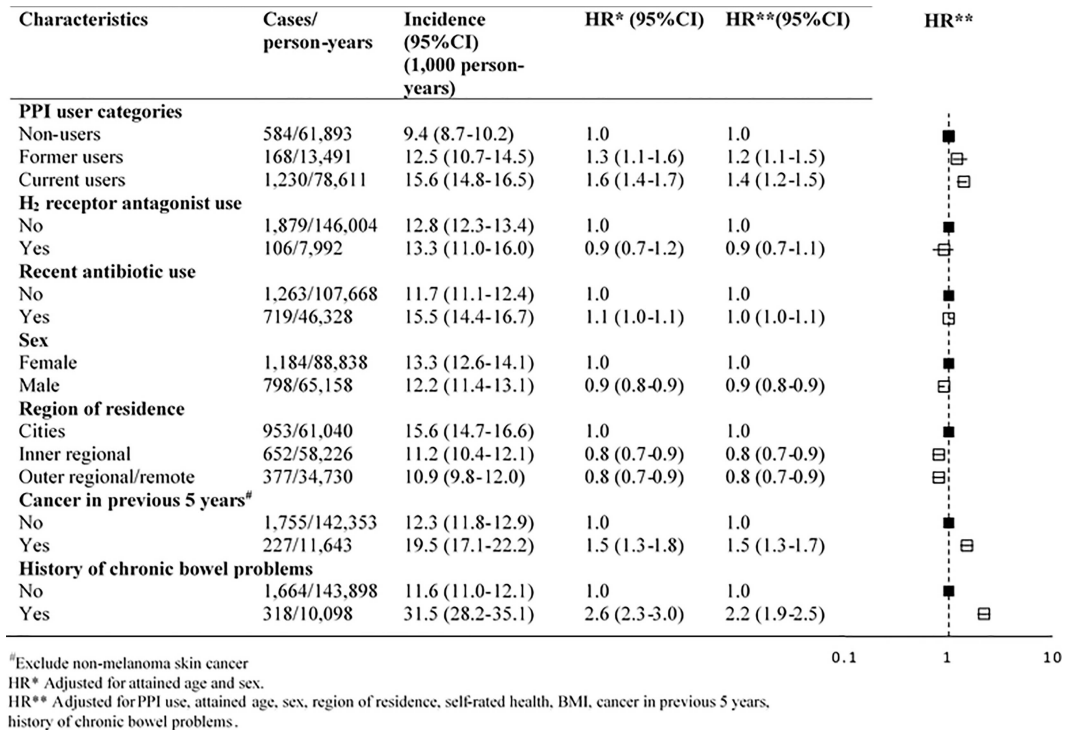 Characteristics Cases/ person-years Incidence (95%CI) (1,000 person-years) HR* (95%CI) HR**(95%CI) HR**
PPI user categories
Non-users 584/61,893 9.4 (8.7-10.2) 1.0 1.0
Former users 168/13,491 12.5 (10.7-14.5) 1.3 (1.1-1.6) 1.2 (1.1-1.5)
Current users 1,230/78,611 15.6 (14.8-16.5) 1.6 (1.4-1.7) 1.4 (1.2-1.5)
H₂ receptor antagonist use
No 1,879/146,004 12.8 (12.3-13.4) 1.0 1.0
Yes 106/7,992 13.3 (11.0-16.0) 0.9 (0.7-1.2) 0.9 (0.7-1.1)
Recent antibiotic use
No 1,263/107,668 11.7 (11.1-12.4) 1.0 1.0
Yes 719/46,328 15.5 (14.4-16.7) 1.1 (1.0-1.1) 1.0 (1.0-1.1)
Sex
Female 1,184/88,838 13.3 (12.6-14.1) 1.0 1.0
Male 798/65,158 12.2 (11.4-13.1) 0.9 (0.8-0.9) 0.9 (0.8-0.9)
Region of residence
Cities 953/61,040 15.6 (14.7-16.6) 1.0 1.0
Inner regional 652/58,226 11.2 (10.4-12.1) 0.8 (0.7-0.9) 0.8 (0.7-0.9)
Outer regional/remote 377/34,730 10.9 (9.8-12.0) 0.8 (0.7-0.9) 0.8 (0.7-0.9)
Cancer in previous 5 years#
No 1,755/142,353 12.3 (11.8-12.9) 1.0 1.0
Yes 227/11,643 19.5 (17.1-22.2) 1.5 (1.3-1.8) 1.5 (1.3-1.7)
History of chronic bowel problems
No 1,664/143,898 11.6 (11.0-12.1) 1.0 1.0
Yes 318/10,098 31.5 (28.2-35.1) 2.6 (2.3-3.0) 2.2 (1.9-2.5)
0.1 1 10
#Exclude non-melanoma skin cancer
HR* Adjusted for attained age and sex.
HR** Adjusted for PPI use, attained age, sex, region of residence, self-rated health, BMI, cancer in previous 5 years,
history of chronic bowel problems.